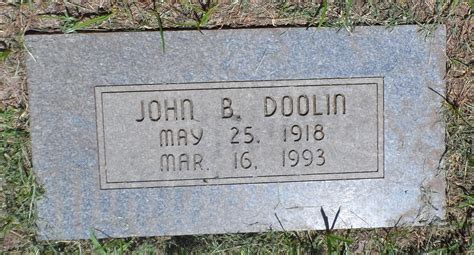 JOHN B. DOOLIN
MAY 25, 1918
MAR. 16, 1993